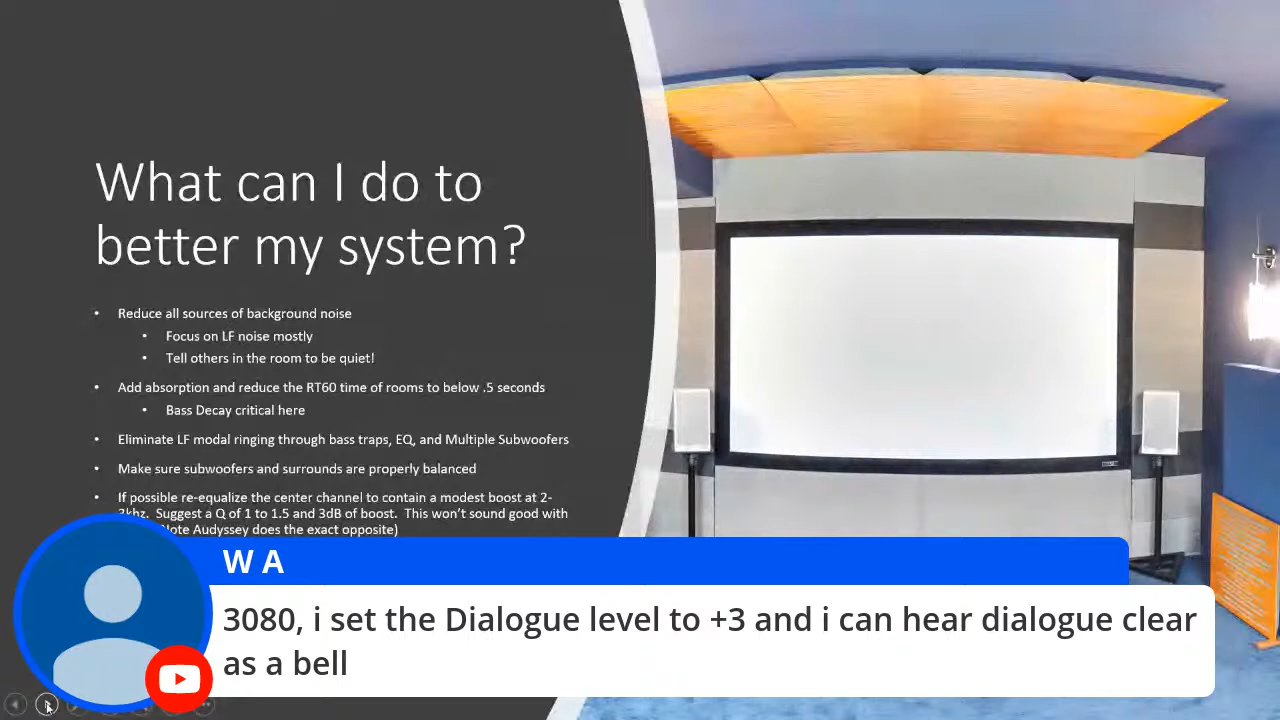 What can I do to
better my system?
• Reduce all sources of background noise
• Focus on LF noise mostly
• Tell others in the room to be quiet!
• Add absorption and reduce the RT60 time of rooms to below .5 seconds
• Bass Decay critical here
• Eliminate LF modal ringing through bass traps, EQ, and Multiple Subwoofers
• Make sure subwoofers and surrounds are properly balanced
• If possible re-equalize the center channel to contain a modest boost at 2-
3khz. Suggest a Q of 1 to 1.5 and 3dB of boost. This won't sound good with
Note Audyssey does the exact opposite)
W A
3080, i set the Dialogue level to +3 and i can hear dialogue clear
as a bell